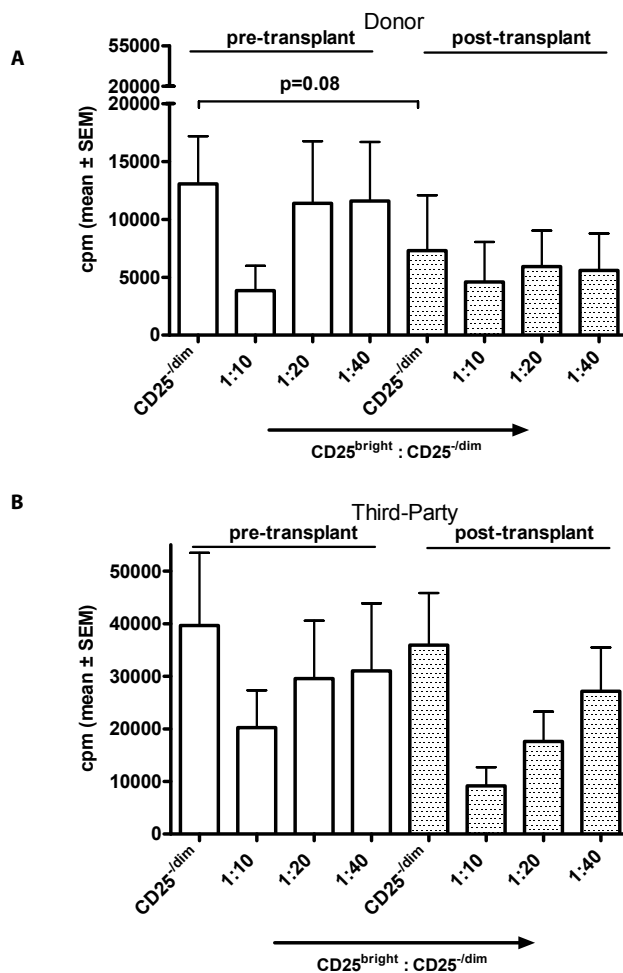 Donor
A
pre-transplant post-transplant
55000
20000
p=0.08
20000
15000
10000
5000
0
cpm (mean ± SEM)
CD25-/dim 1:10 1:20 1:40 CD25-/dim 1:10 1:20 1:40
CD25bright : CD25-/dim
B
Third-Party
pre-transplant post-transplant
50000
40000
30000
20000
10000
0
cpm (mean ± SEM)
CD25-/dim 1:10 1:20 1:40 CD25-/dim 1:10 1:20 1:40
CD25bright : CD25-/dim